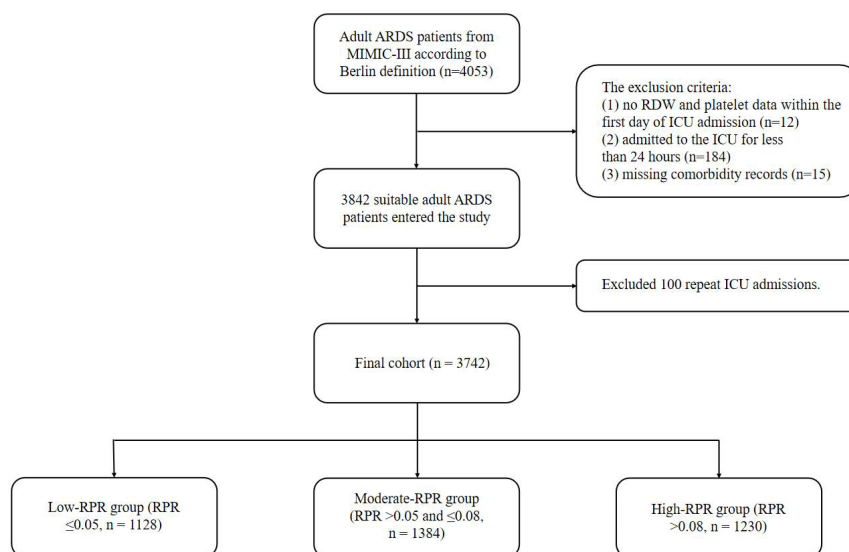 Adult ARDS patients from
MIMIC-III according to
Berlin definition (n=4053)
The exclusion criteria:
(1) no RDW and platelet data within the
first day of ICU admission (n=12)
(2) admitted to the ICU for less
than 24 hours (n=184)
(3) missing comorbidity records (n=15)
3842 suitable adult ARDS
patients entered the study
Excluded 100 repeat ICU admissions.
Final cohort (n = 3742)
Low-RPR group (RPR
≤0.05, n = 1128)
Moderate-RPR group
(RPR >0.05 and ≤0.08,
n = 1384)
High-RPR group (RPR
>0.08, n = 1230)